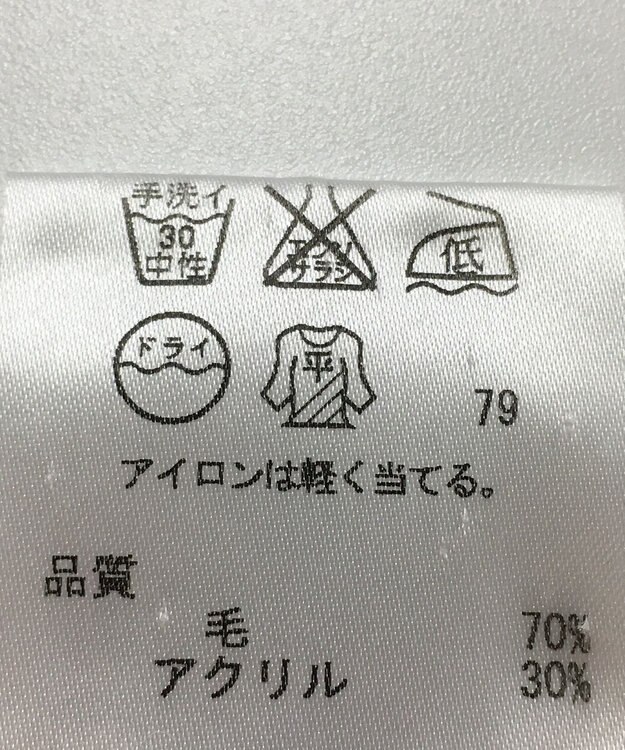 手洗イ
30
中性
エンソ
サラシ
低
ドライ
平
79
アイロンは軽く当てる。
品質
毛 70%
アクリル 30%